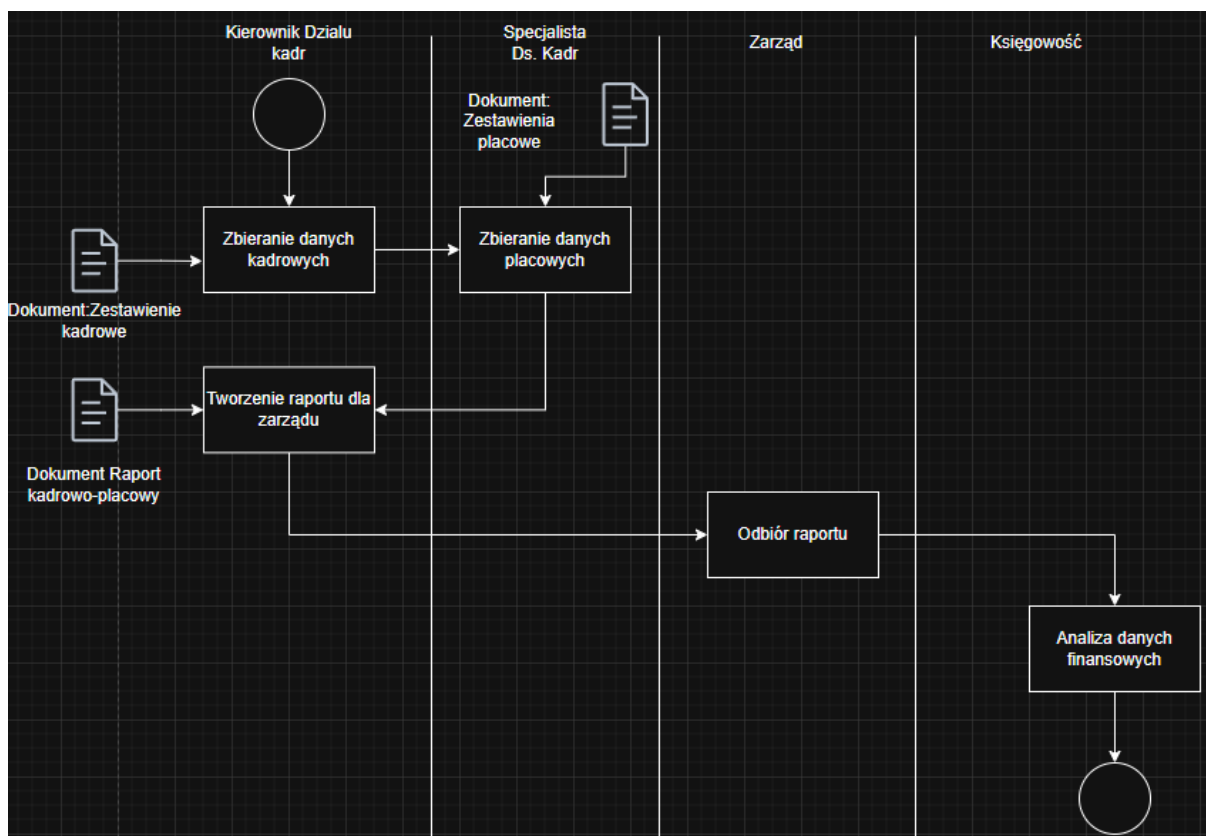 Kierownik Dzialu
kadr
Specjalista
Ds. Kadr
Zarząd
Księgowość
Dokument:
Zestawienia
placowe
Zbieranie danych
kadrowych
Zbieranie danych
placowych
Dokument:Zestawienie
kadrowe
Tworzenie raportu dla
zarządu
Dokument Raport
kadrowo-placowy
Odbiór raportu
Analiza danych
finansowych